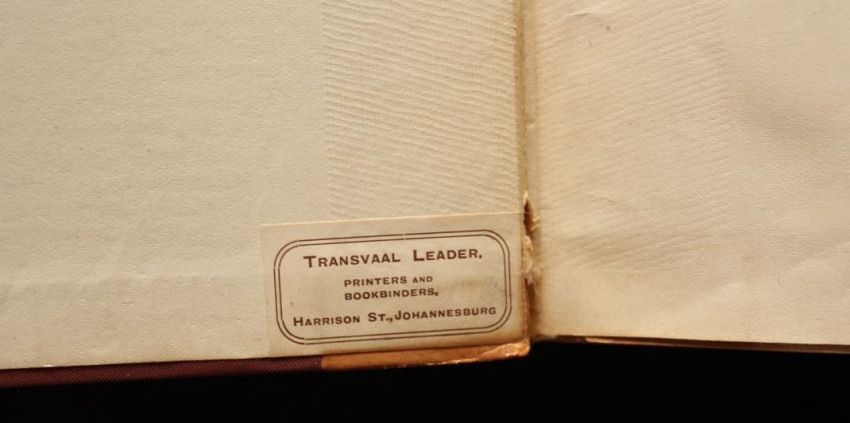 TRANSVAAL LEADER,
PRINTERS AND
BOOKBINDERS,
HARRISON ST., JOHANNESBURG